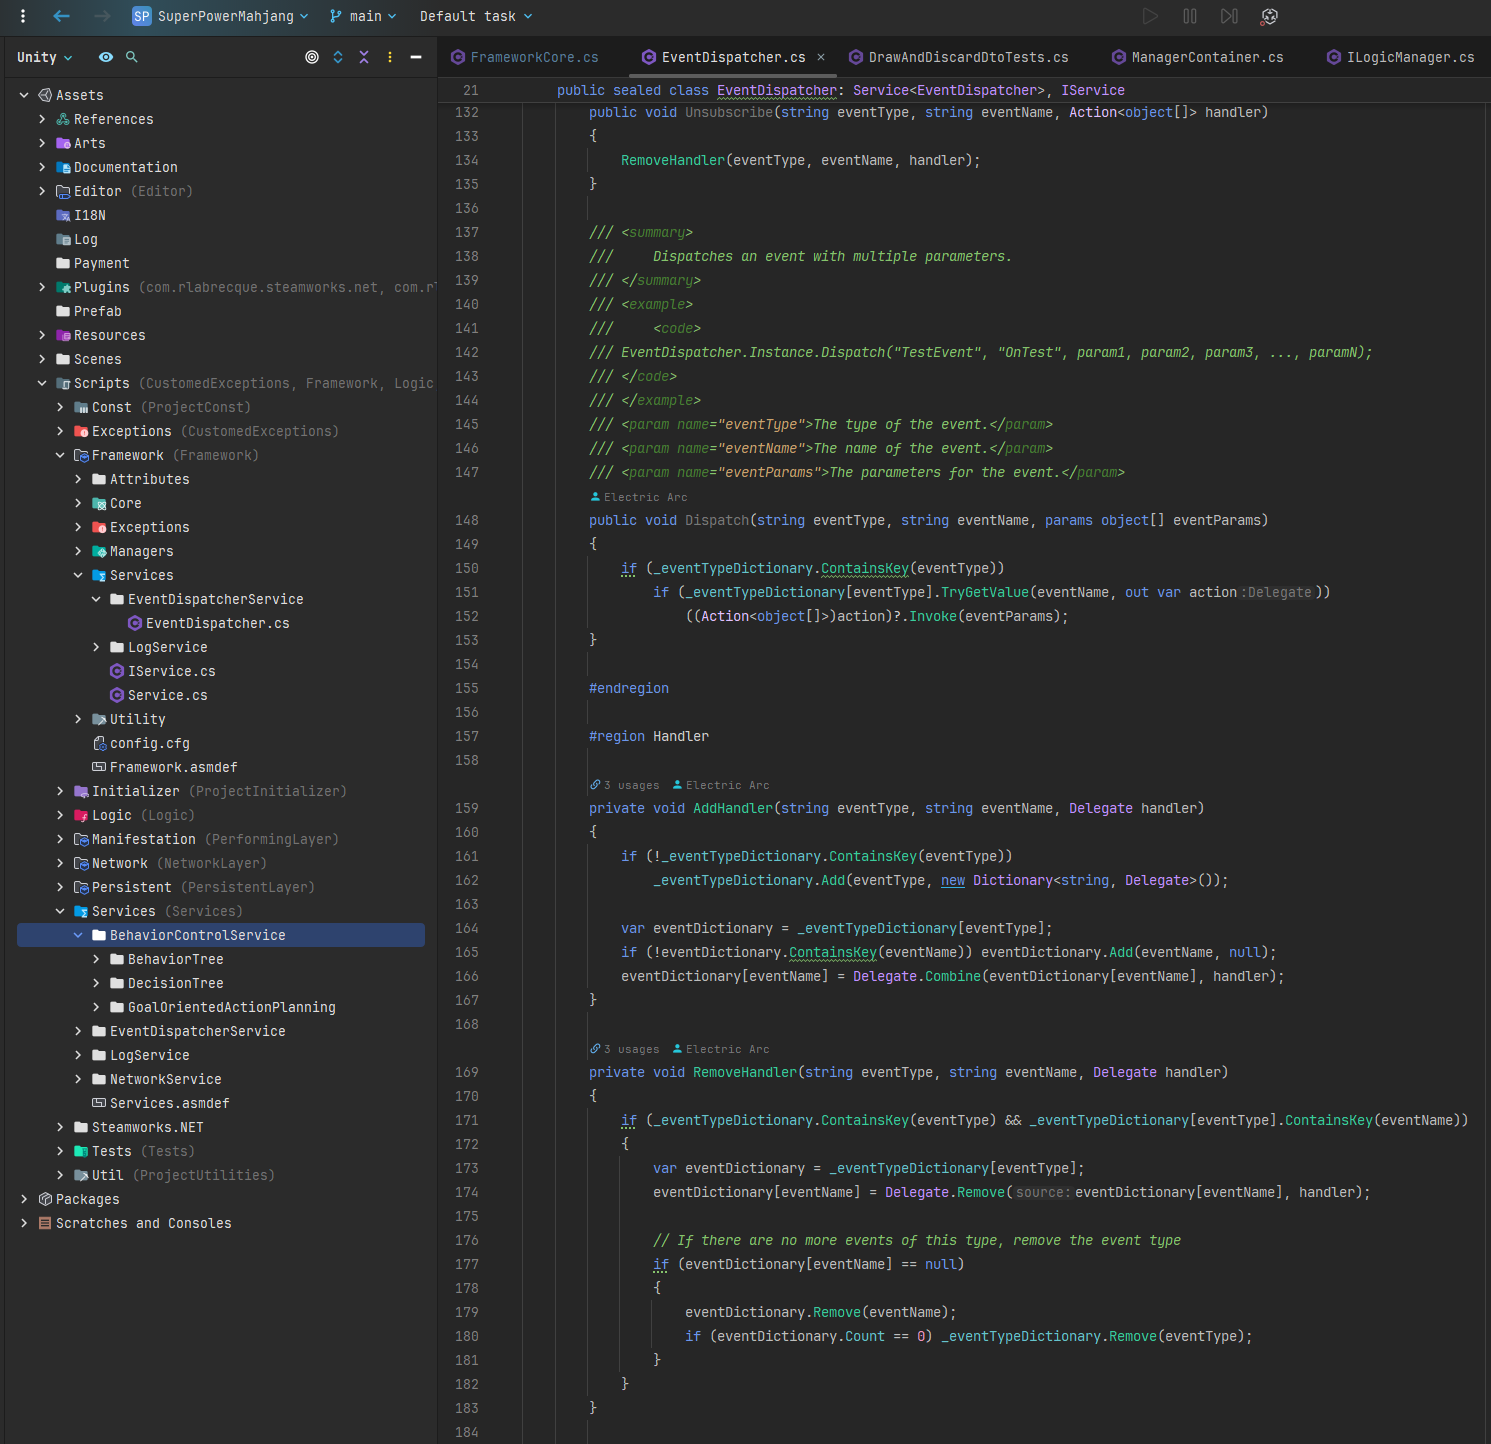 SP SuperPowerMahjang main Default task
Unity
FrameworkCore.cs EventDispatcher.cs × DrawAndDiscardDtoTests.cs ManagerContainer.cs ILogicManager.cs
Assets
References
Arts
Documentation
Editor (Editor)
I18N
Log
Payment
Plugins (com.rlabrecque.steamworks.net, com.rl
Prefab
Resources
Scenes
Scripts (CustomedExceptions, Framework, Logic
Const (ProjectConst)
Exceptions (CustomedExceptions)
Framework (Framework)
Attributes
Core
Exceptions
Managers
Services
EventDispatcherService
EventDispatcher.cs
LogService
IService.cs
Service.cs
Utility
config.cfg
Framework.asmdef
Initializer (ProjectInitializer)
Logic (Logic)
Manifestation (PerformingLayer)
Network (NetworkLayer)
Persistent (PersistentLayer)
Services (Services)
BehaviorControlService
BehaviorTree
DecisionTree
GoalOrientedActionPlanning
EventDispatcherService
LogService
NetworkService
Services.asmdef
Steamworks.NET
Tests (Tests)
Util (ProjectUtilities)
Packages
Scratches and Consoles
21 public sealed class EventDispatcher: Service<EventDispatcher>, IService
132 public void Unsubscribe(string eventType, string eventName, Action<object[]> handler)
133 {
134 RemoveHandler(eventType, eventName, handler);
135 }
136
137 /// <summary>
138 /// Dispatches an event with multiple parameters.
139 /// </summary>
140 /// <example>
141 /// <code>
142 /// EventDispatcher.Instance.Dispatch("TestEvent", "OnTest", param1, param2, param3, ..., paramN);
143 /// </code>
144 /// </example>
145 /// <param name="eventType">The type of the event.</param>
146 /// <param name="eventName">The name of the event.</param>
147 /// <param name="eventParams">The parameters for the event.</param>
Electric Arc
148 public void Dispatch(string eventType, string eventName, params object[] eventParams)
149 {
150 if (_eventTypeDictionary.ContainsKey(eventType))
151 if (_eventTypeDictionary[eventType].TryGetValue(eventName, out var action:Delegate))
152 ((Action<object[]>)action)?.Invoke(eventParams);
153 }
154
155 #endregion
156
157 #region Handler
158
3 usages Electric Arc
159 private void AddHandler(string eventType, string eventName, Delegate handler)
160 {
161 if (!_eventTypeDictionary.ContainsKey(eventType))
162 _eventTypeDictionary.Add(eventType, new Dictionary<string, Delegate>());
163
164 var eventDictionary = _eventTypeDictionary[eventType];
165 if (!eventDictionary.ContainsKey(eventName)) eventDictionary.Add(eventName, null);
166 eventDictionary[eventName] = Delegate.Combine(eventDictionary[eventName], handler);
167 }
168
3 usages Electric Arc
169 private void RemoveHandler(string eventType, string eventName, Delegate handler)
170 {
171 if (_eventTypeDictionary.ContainsKey(eventType) && _eventTypeDictionary[eventType].ContainsKey(eventName))
172 {
173 var eventDictionary = _eventTypeDictionary[eventType];
174 eventDictionary[eventName] = Delegate.Remove(source:eventDictionary[eventName], handler);
175
176 // If there are no more events of this type, remove the event type
177 if (eventDictionary[eventName] == null)
178 {
179 eventDictionary.Remove(eventName);
180 if (eventDictionary.Count == 0) _eventTypeDictionary.Remove(eventType);
181 }
182 }
183 }
184